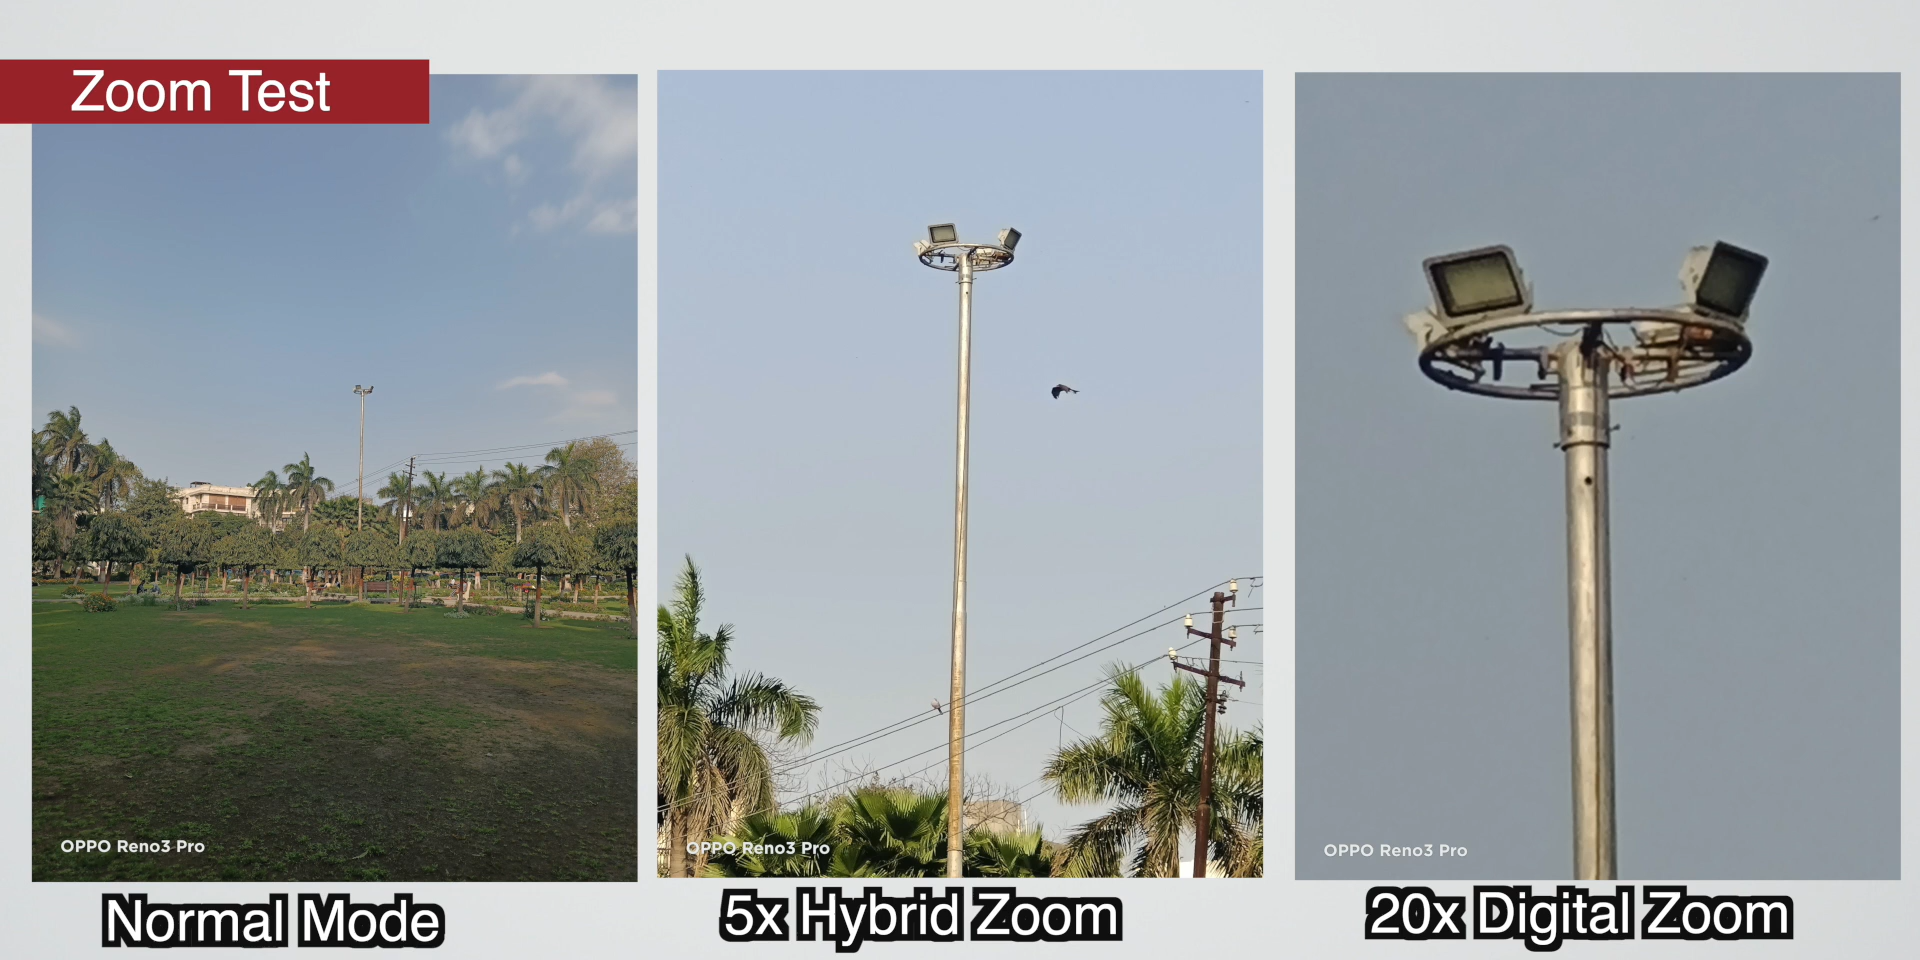 Zoom Test
OPPO Reno3 Pro
OPPO Reno3 Pro
OPPO Reno3 Pro
Normal Mode
5x Hybrid Zoom
20x Digital Zoom